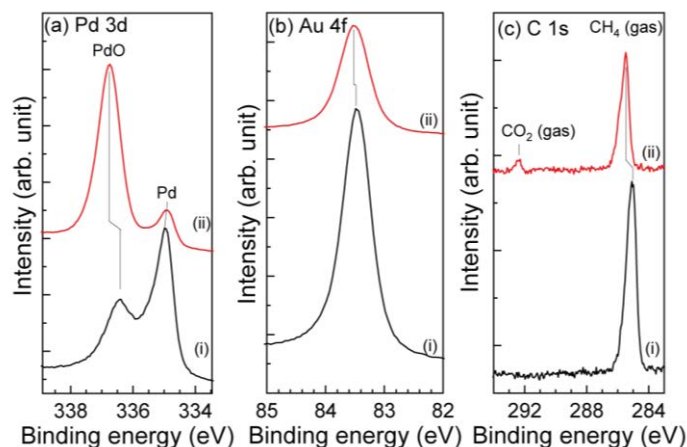 (a) Pd 3d
PdO
Pd
(ii)
(i)
338
336
334
Binding energy (eV)
Intensity (arb. unit)
(b) Au 4f
(ii)
(i)
85
84
83
82
Binding energy (eV)
Intensity (arb. unit)
(c) C 1s
CH₄ (gas)
CO₂ (gas)
(ii)
(i)
292
288
284
Binding energy (eV)
Intensity (arb. unit)